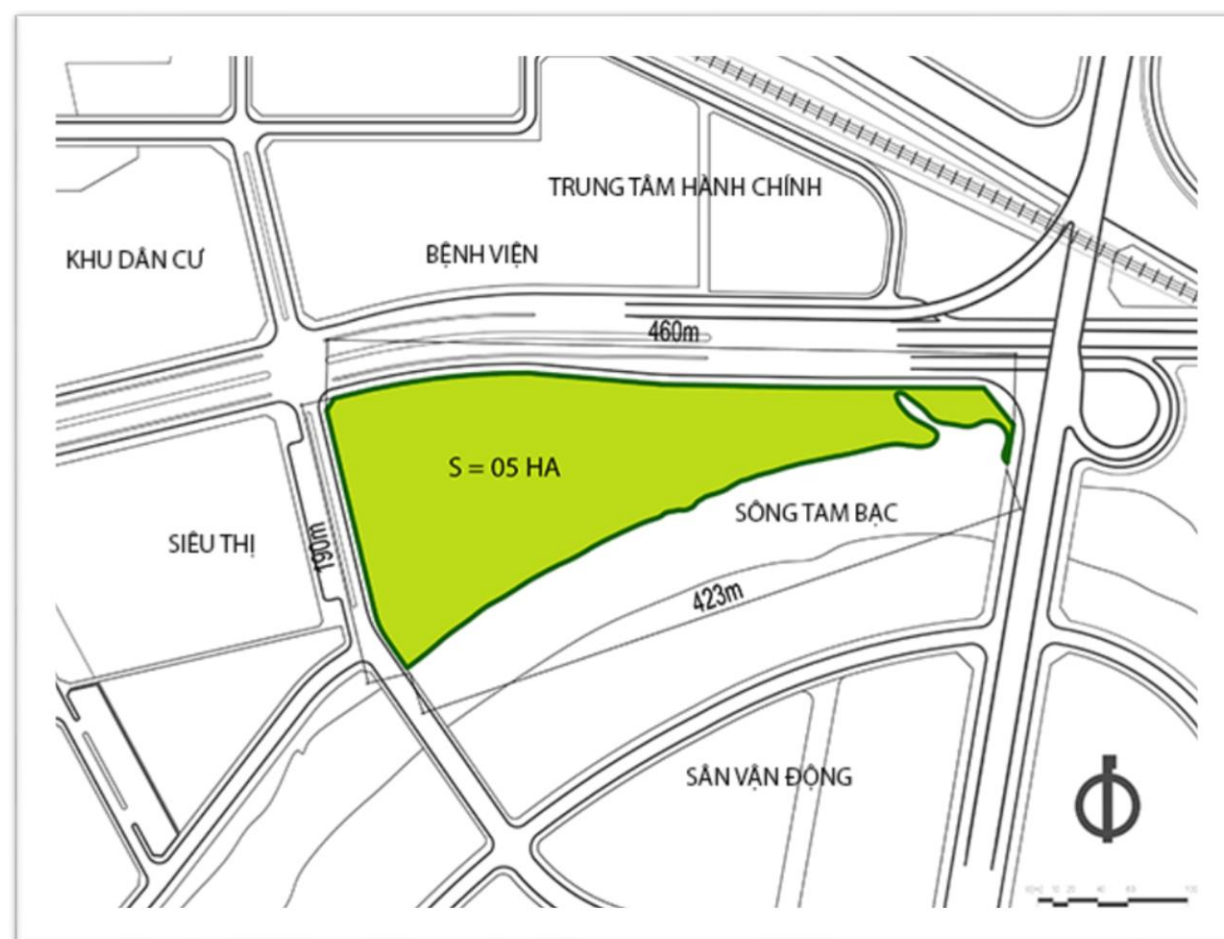 TRUNG TÂM HÀNH CHÍNH
KHU DÂN CƯ
BỆNH VIỆN
460m
S = 05 HA
SÔNG TAM BẠC
SIÊU THỊ
190m
423m
SÂN VẬN ĐỘNG